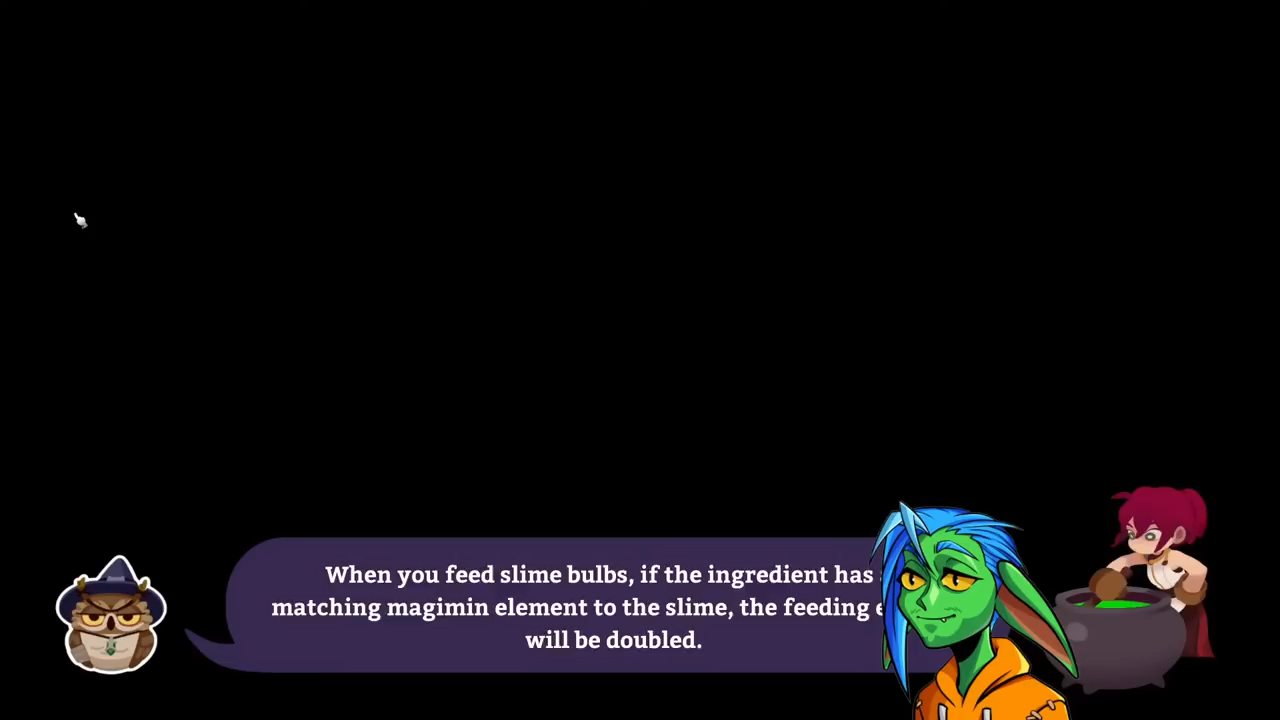 When you feed slime bulbs, if the ingredient has
matching magimin element to the slime, the feeding
will be doubled.